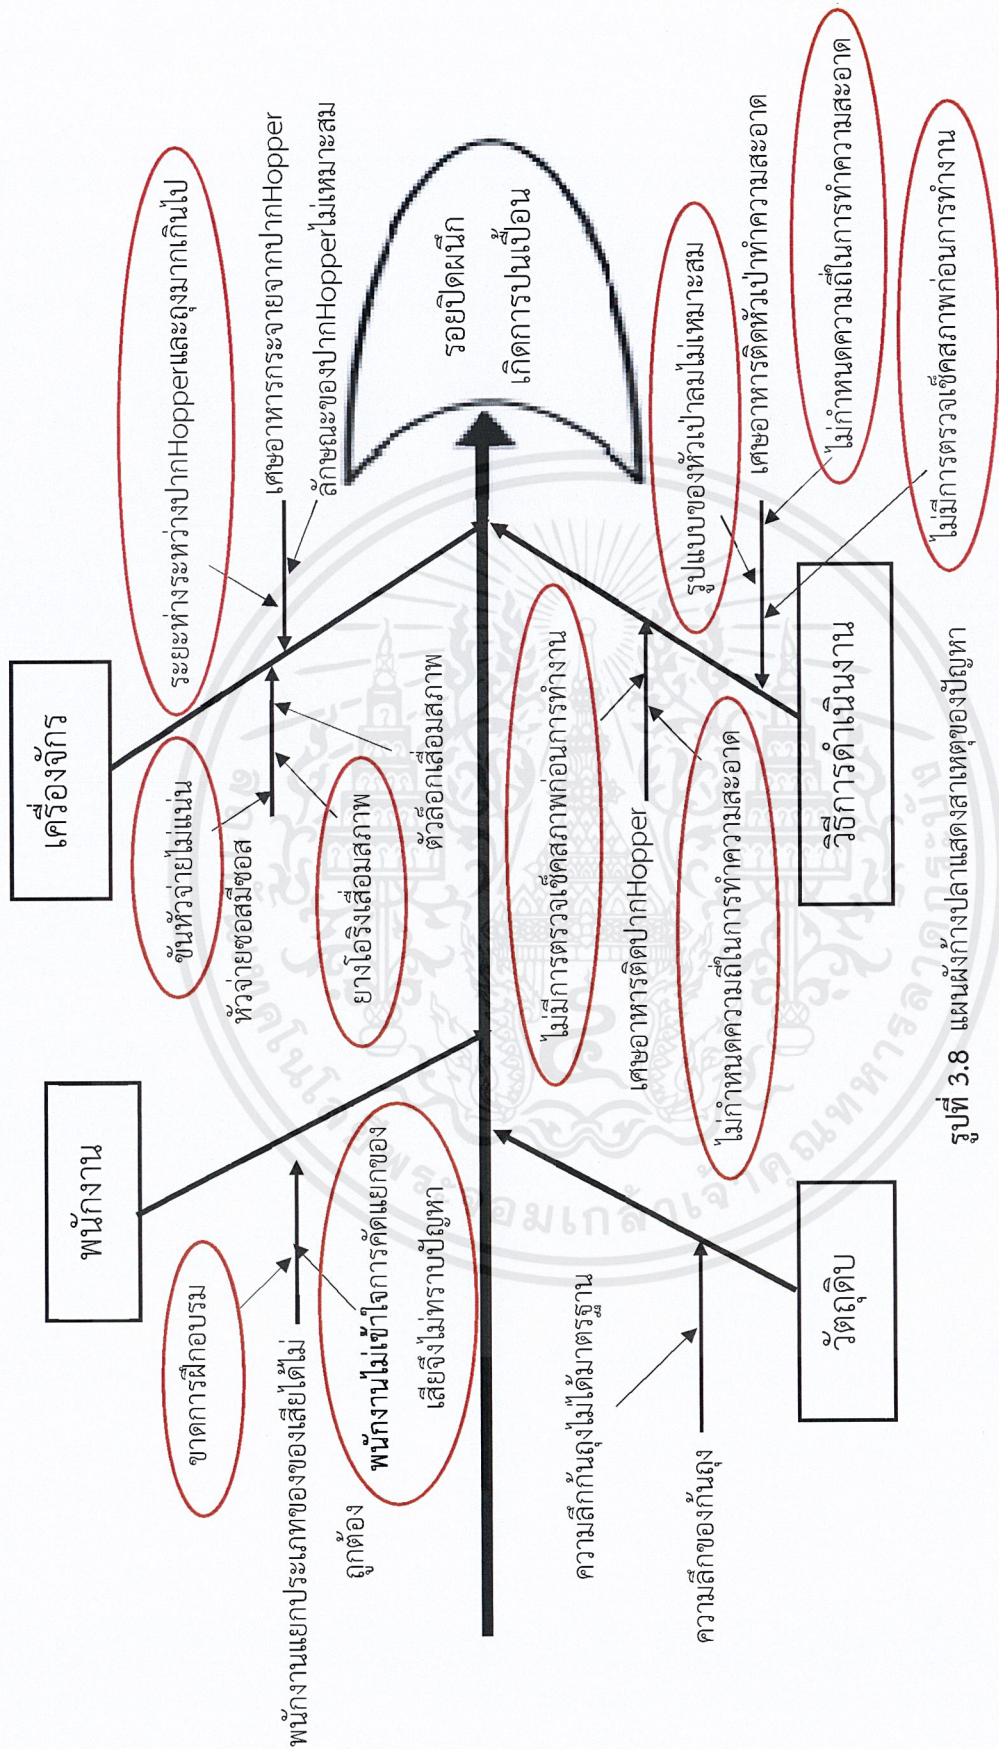 พนักงาน
เครื่องจักร
ขาดการฝึกอบรม
พนักงานแยกประเภทของของเสียได้ไม่
ถูกต้อง
พนักงานไม่เข้าใจการคัดแยกของ
เสียจึงไม่ทราบปัญหา
ขันหัวจ่ายไม่แน่น
หัวจ่ายซอสมีซอส
ยางโอริงเสื่อมสภาพ
ตัวล็อกเสื่อมสภาพ
ระยะห่างระหว่างปากHopperและถุงมากเกินไป
เศษอาหารกระจายจากปากHopper
ลักษณะของปากHopperไม่เหมาะสม
รอยปิดผนึก
เกิดการปนเปื้อน
ความลึกก้นถุงไม่ได้มาตรฐาน
ความลึกของก้นถุง
ไม่มีการตรวจเช็คสภาพก่อนการทำงาน
เศษอาหารติดปากHopper
ไม่กำหนดความถี่ในการทำความสะอาด
รูปแบบของหัวเป่าลมไม่เหมาะสม
เศษอาหารติดหัวเป่าทำความสะอาด
ไม่กำหนดความถี่ในการทำความสะอาด
ไม่มีการตรวจเช็คสภาพก่อนการทำงาน
วัตถุดิบ
วิธีการดำเนินงาน
รูปที่ 3.8 แผนผังก้างปลาแสดงสาเหตุของปัญหา